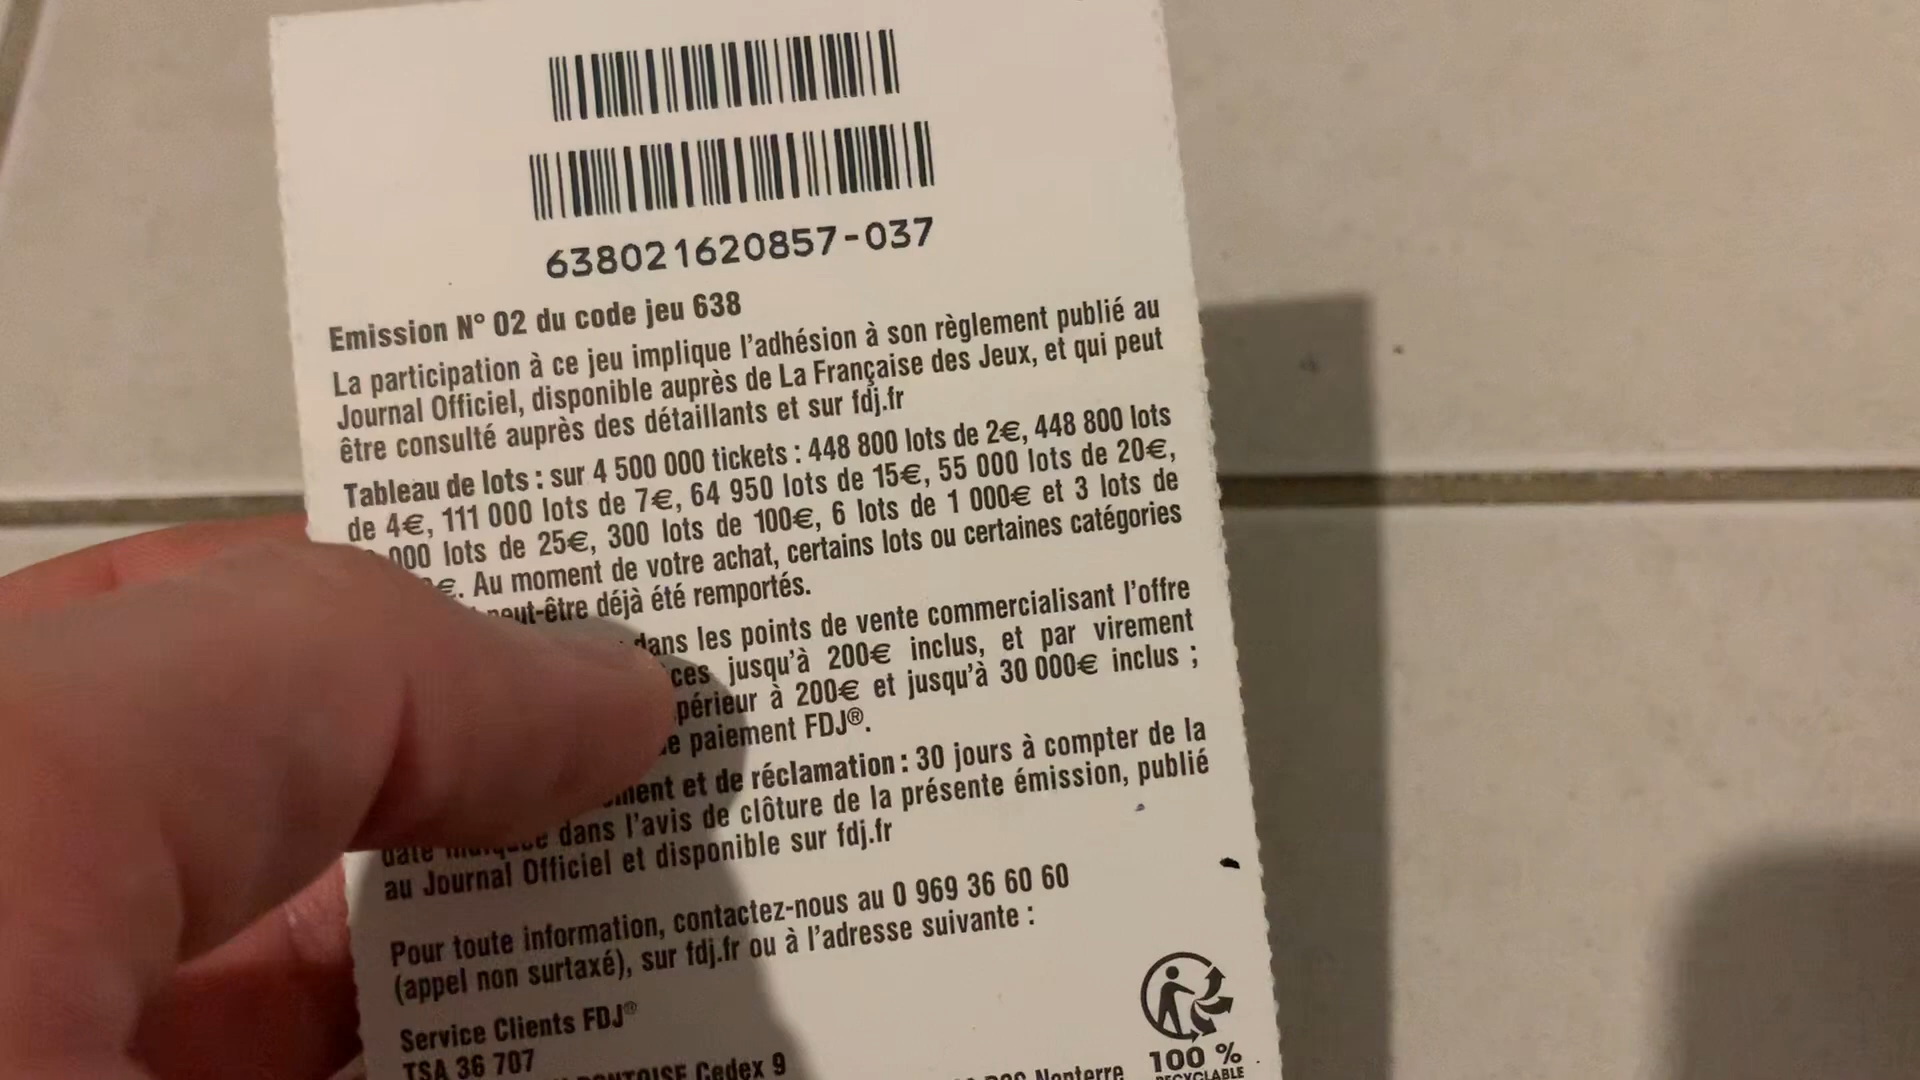 638021620857-037
Emission N° 02 du code jeu 638
La participation à ce jeu implique l'adhésion à son règlement publié au
Journal Officiel, disponible auprès de La Française des Jeux, et qui peut
être consulté auprès des détaillants et sur fdj.fr
Tableau de lots : sur 4 500 000 tickets : 448 800 lots de 2€, 448 800 lots
de 4€, 111 000 lots de 7€, 64 950 lots de 15€, 55 000 lots de 20€,
000 lots de 25€, 300 lots de 100€, 6 lots de 1 000€ et 3 lots de
€. Au moment de votre achat, certains lots ou certaines catégories
peut-être déjà été remportés.
dans les points de vente commercialisant l'offre
jusqu'à 200€ inclus, et par virement
à 200€ et jusqu'à 30 000€ inclus ;
paiement FDJ®.
et de réclamation : 30 jours à compter de la
date dans l'avis de clôture de la présente émission, publié
au Journal Officiel et disponible sur fdj.fr
Pour toute information, contactez-nous au 0 969 36 60 60
(appel non surtaxé), sur fdj.fr ou à l'adresse suivante :
Service Clients FDJ®
TSA 36 707
Cedex 9
Nanterre
100 %
RECYCLABLE